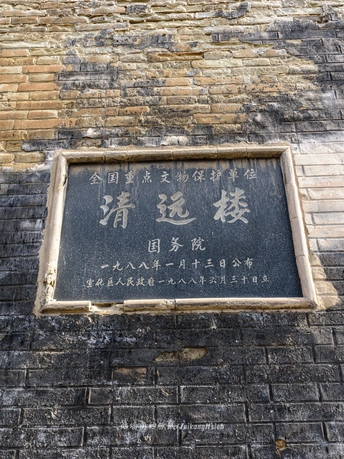 全国重点文物保护单位
清远楼
国务院
一九八八年一月十三日公布
宣化区人民政府一九八八年六月三十日立